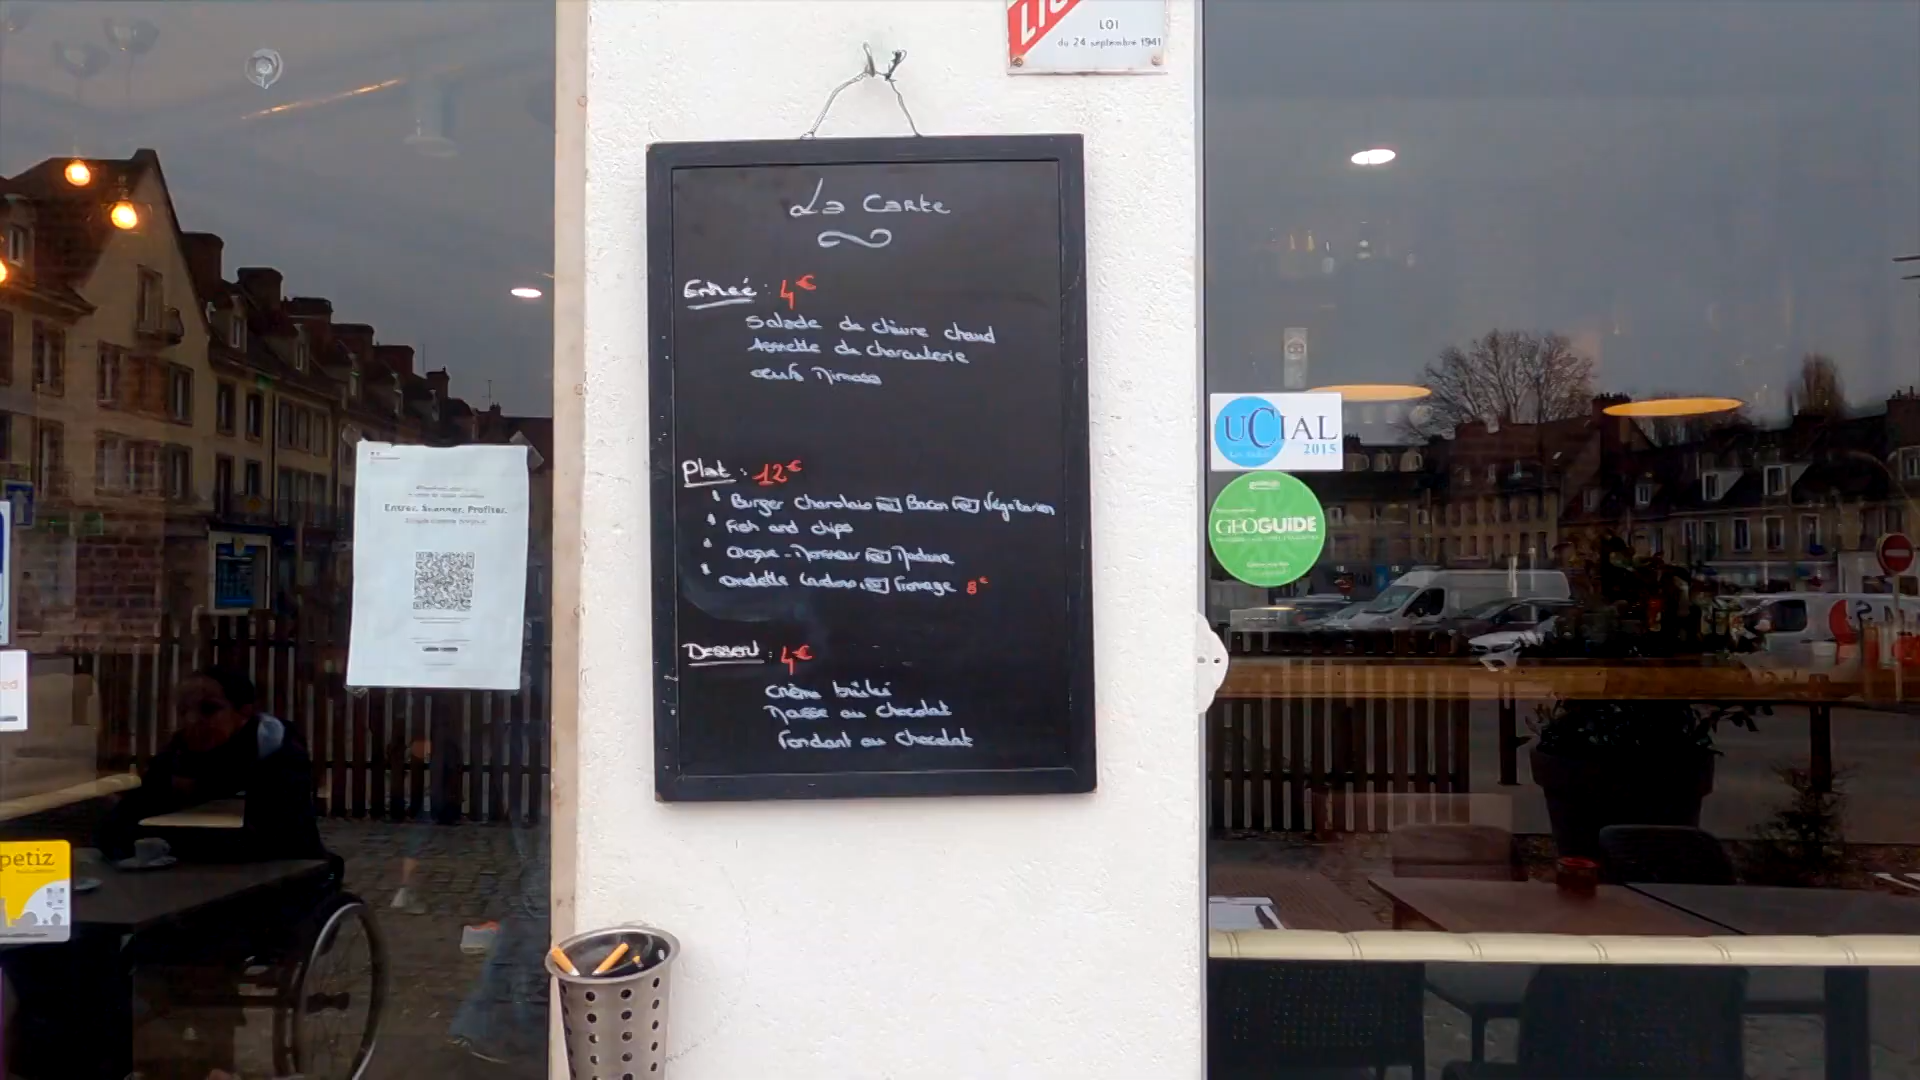 LOI
du 24 septembre 1941
La Carte
Entrée : 4€
Salade de chèvre chaud
Assiette de charcuterie
œufs Mimosa
Plat : 12€
Burger Charolais ou Bacon ou Végétarien
Fish and chips
Croque-Monsieur ou Madame
omelette Lardons ou Fromage 8€
Dessert : 4€
Crème brûlée
Mousse au Chocolat
Fondant au Chocolat
Entrez. Scannez. Profitez.
UCIAL
2015
GEOGUIDE
petiz